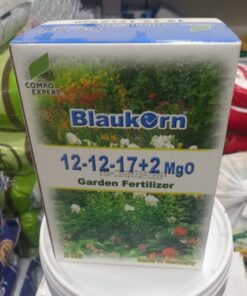 COMPO
EXPERT
Blaukorn
12-12-17+2 MgO
Garden Fertilizer